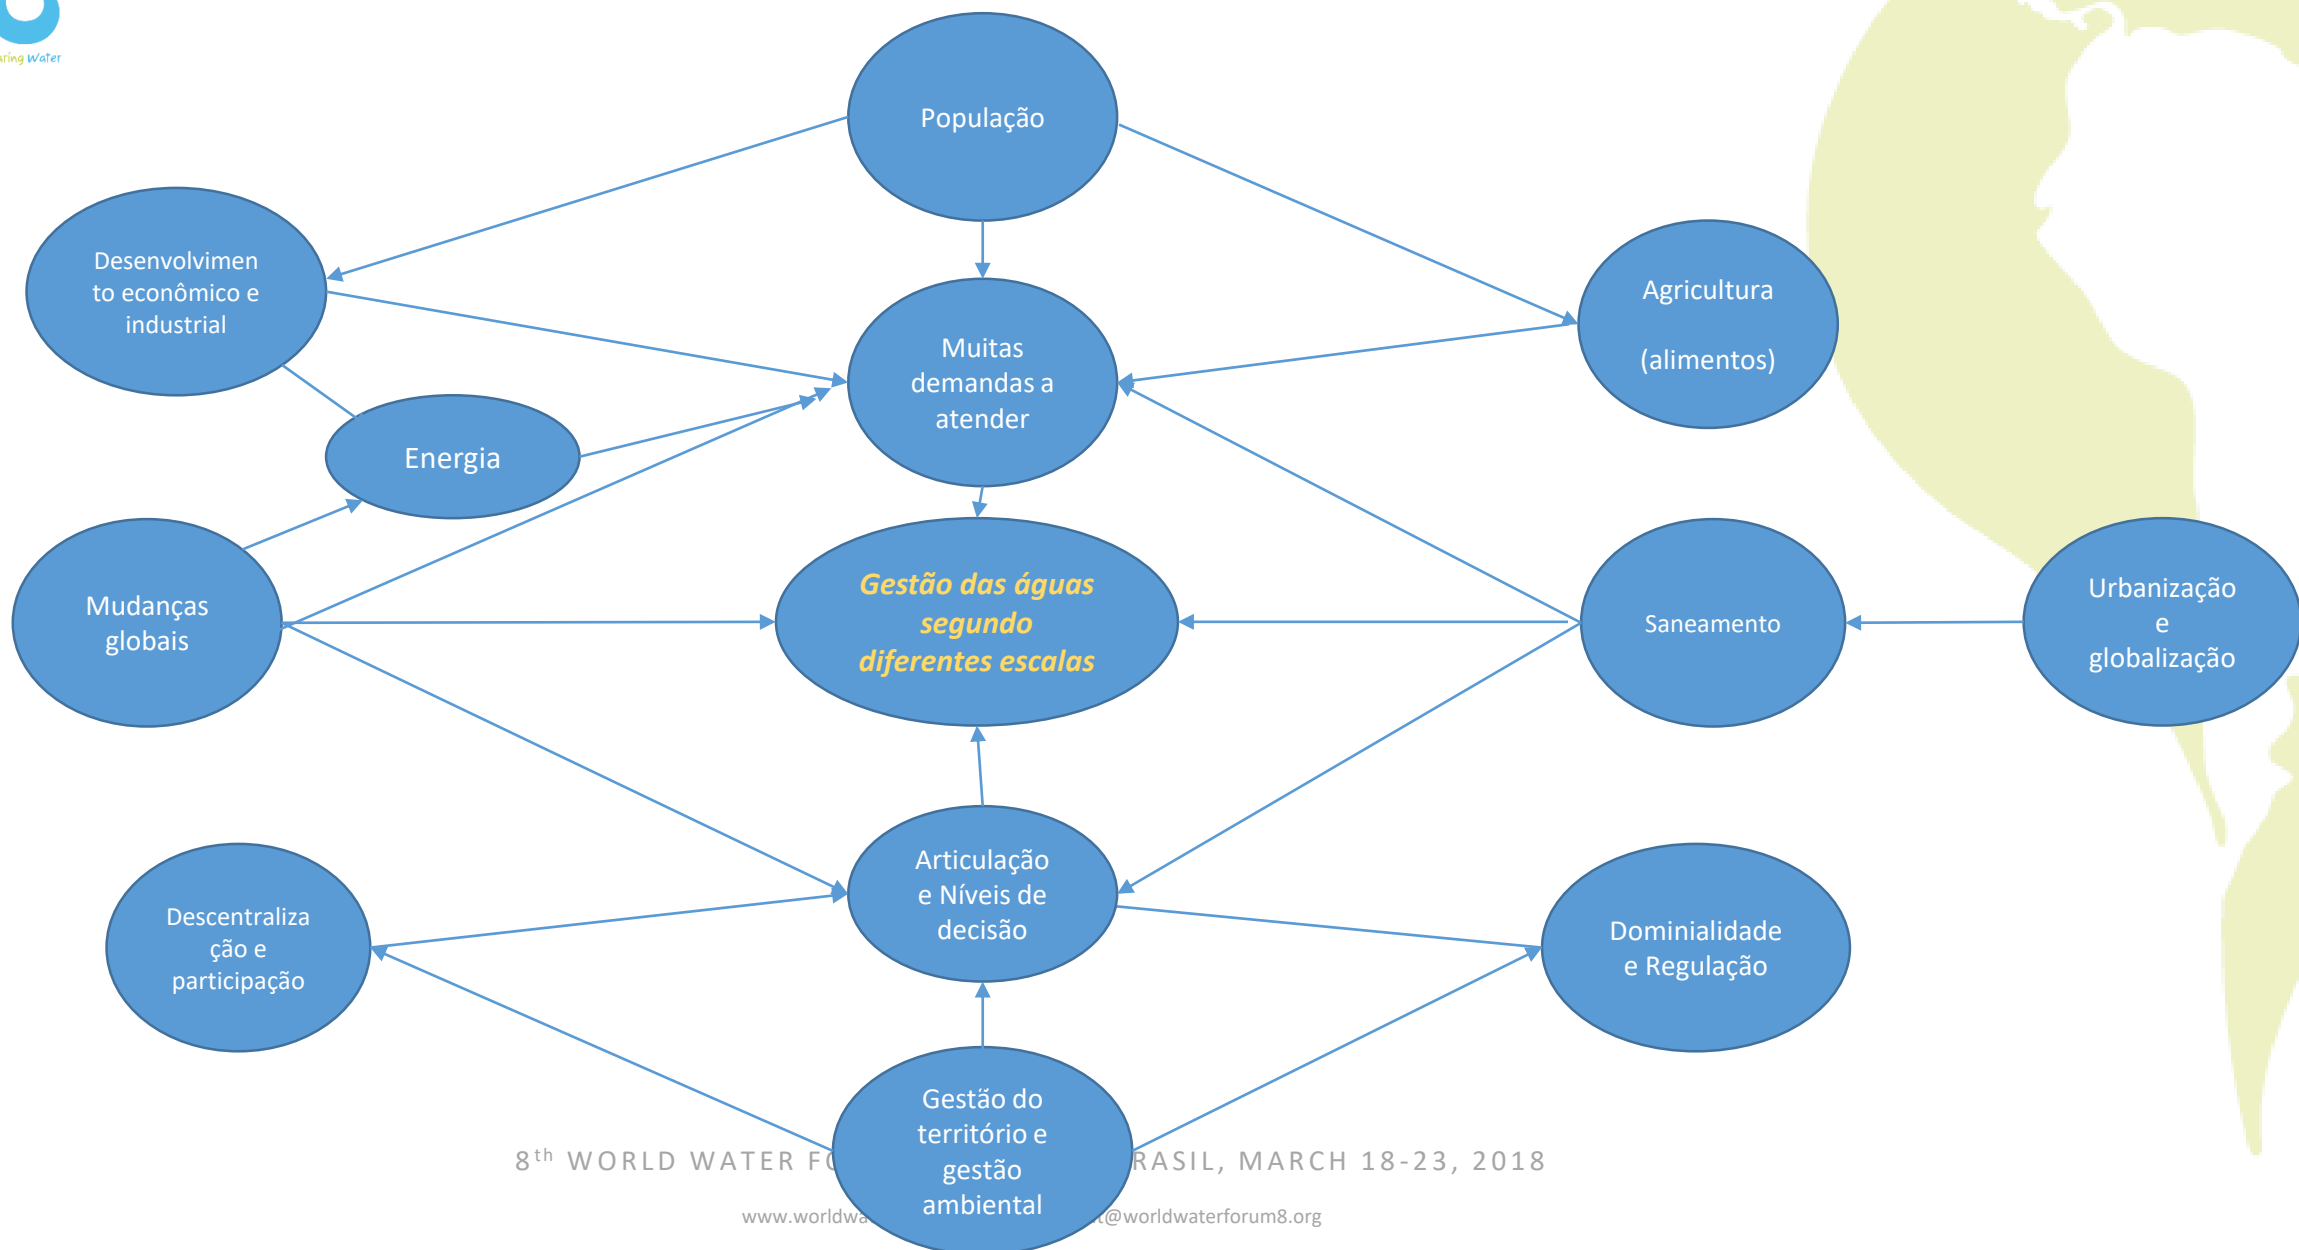 aring Water
População
Desenvolvimen
to econômico e
industrial
Agricultura
(alimentos)
Muitas
demandas a
atender
Energia
Mudanças
globais
Gestão das águas
segundo
diferentes escalas
Saneamento
Urbanização
e
globalização
Articulação
e Níveis de
decisão
Descentraliza
ção e
participação
Dominialidade
e Regulação
Gestão do
território e
gestão
ambiental
8th WORLD WATER FO RASIL, MARCH 18-23, 2018
www.worldwa t@worldwaterforum8.org